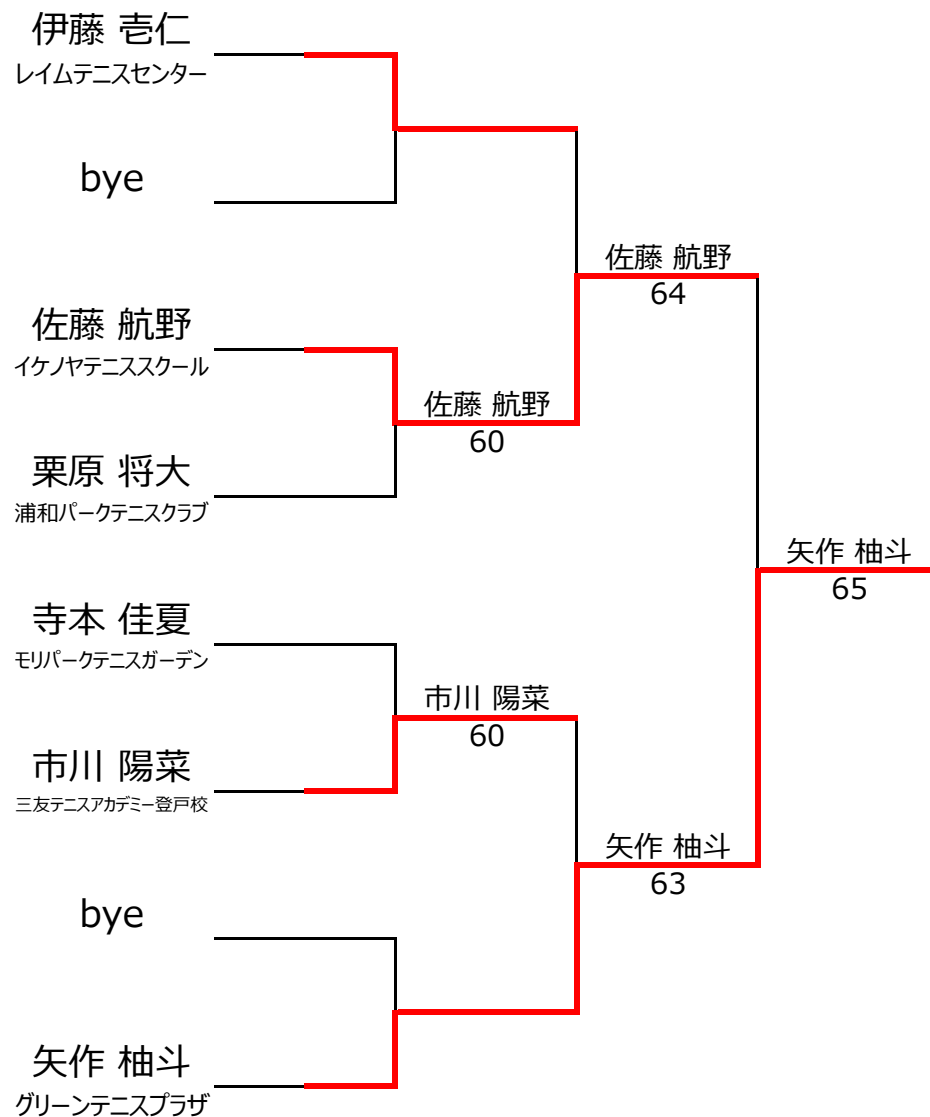 伊藤 壱仁
レイムテニスセンター
bye
佐藤 航野
64
佐藤 航野
イケノヤテニススクール
佐藤 航野
60
栗原 将大
浦和パークテニスクラブ
矢作 柚斗
65
寺本 佳夏
モリパークテニスガーデン
市川 陽菜
60
市川 陽菜
三友テニスアカデミー登戸校
矢作 柚斗
63
bye
矢作 柚斗
グリーンテニスプラザ